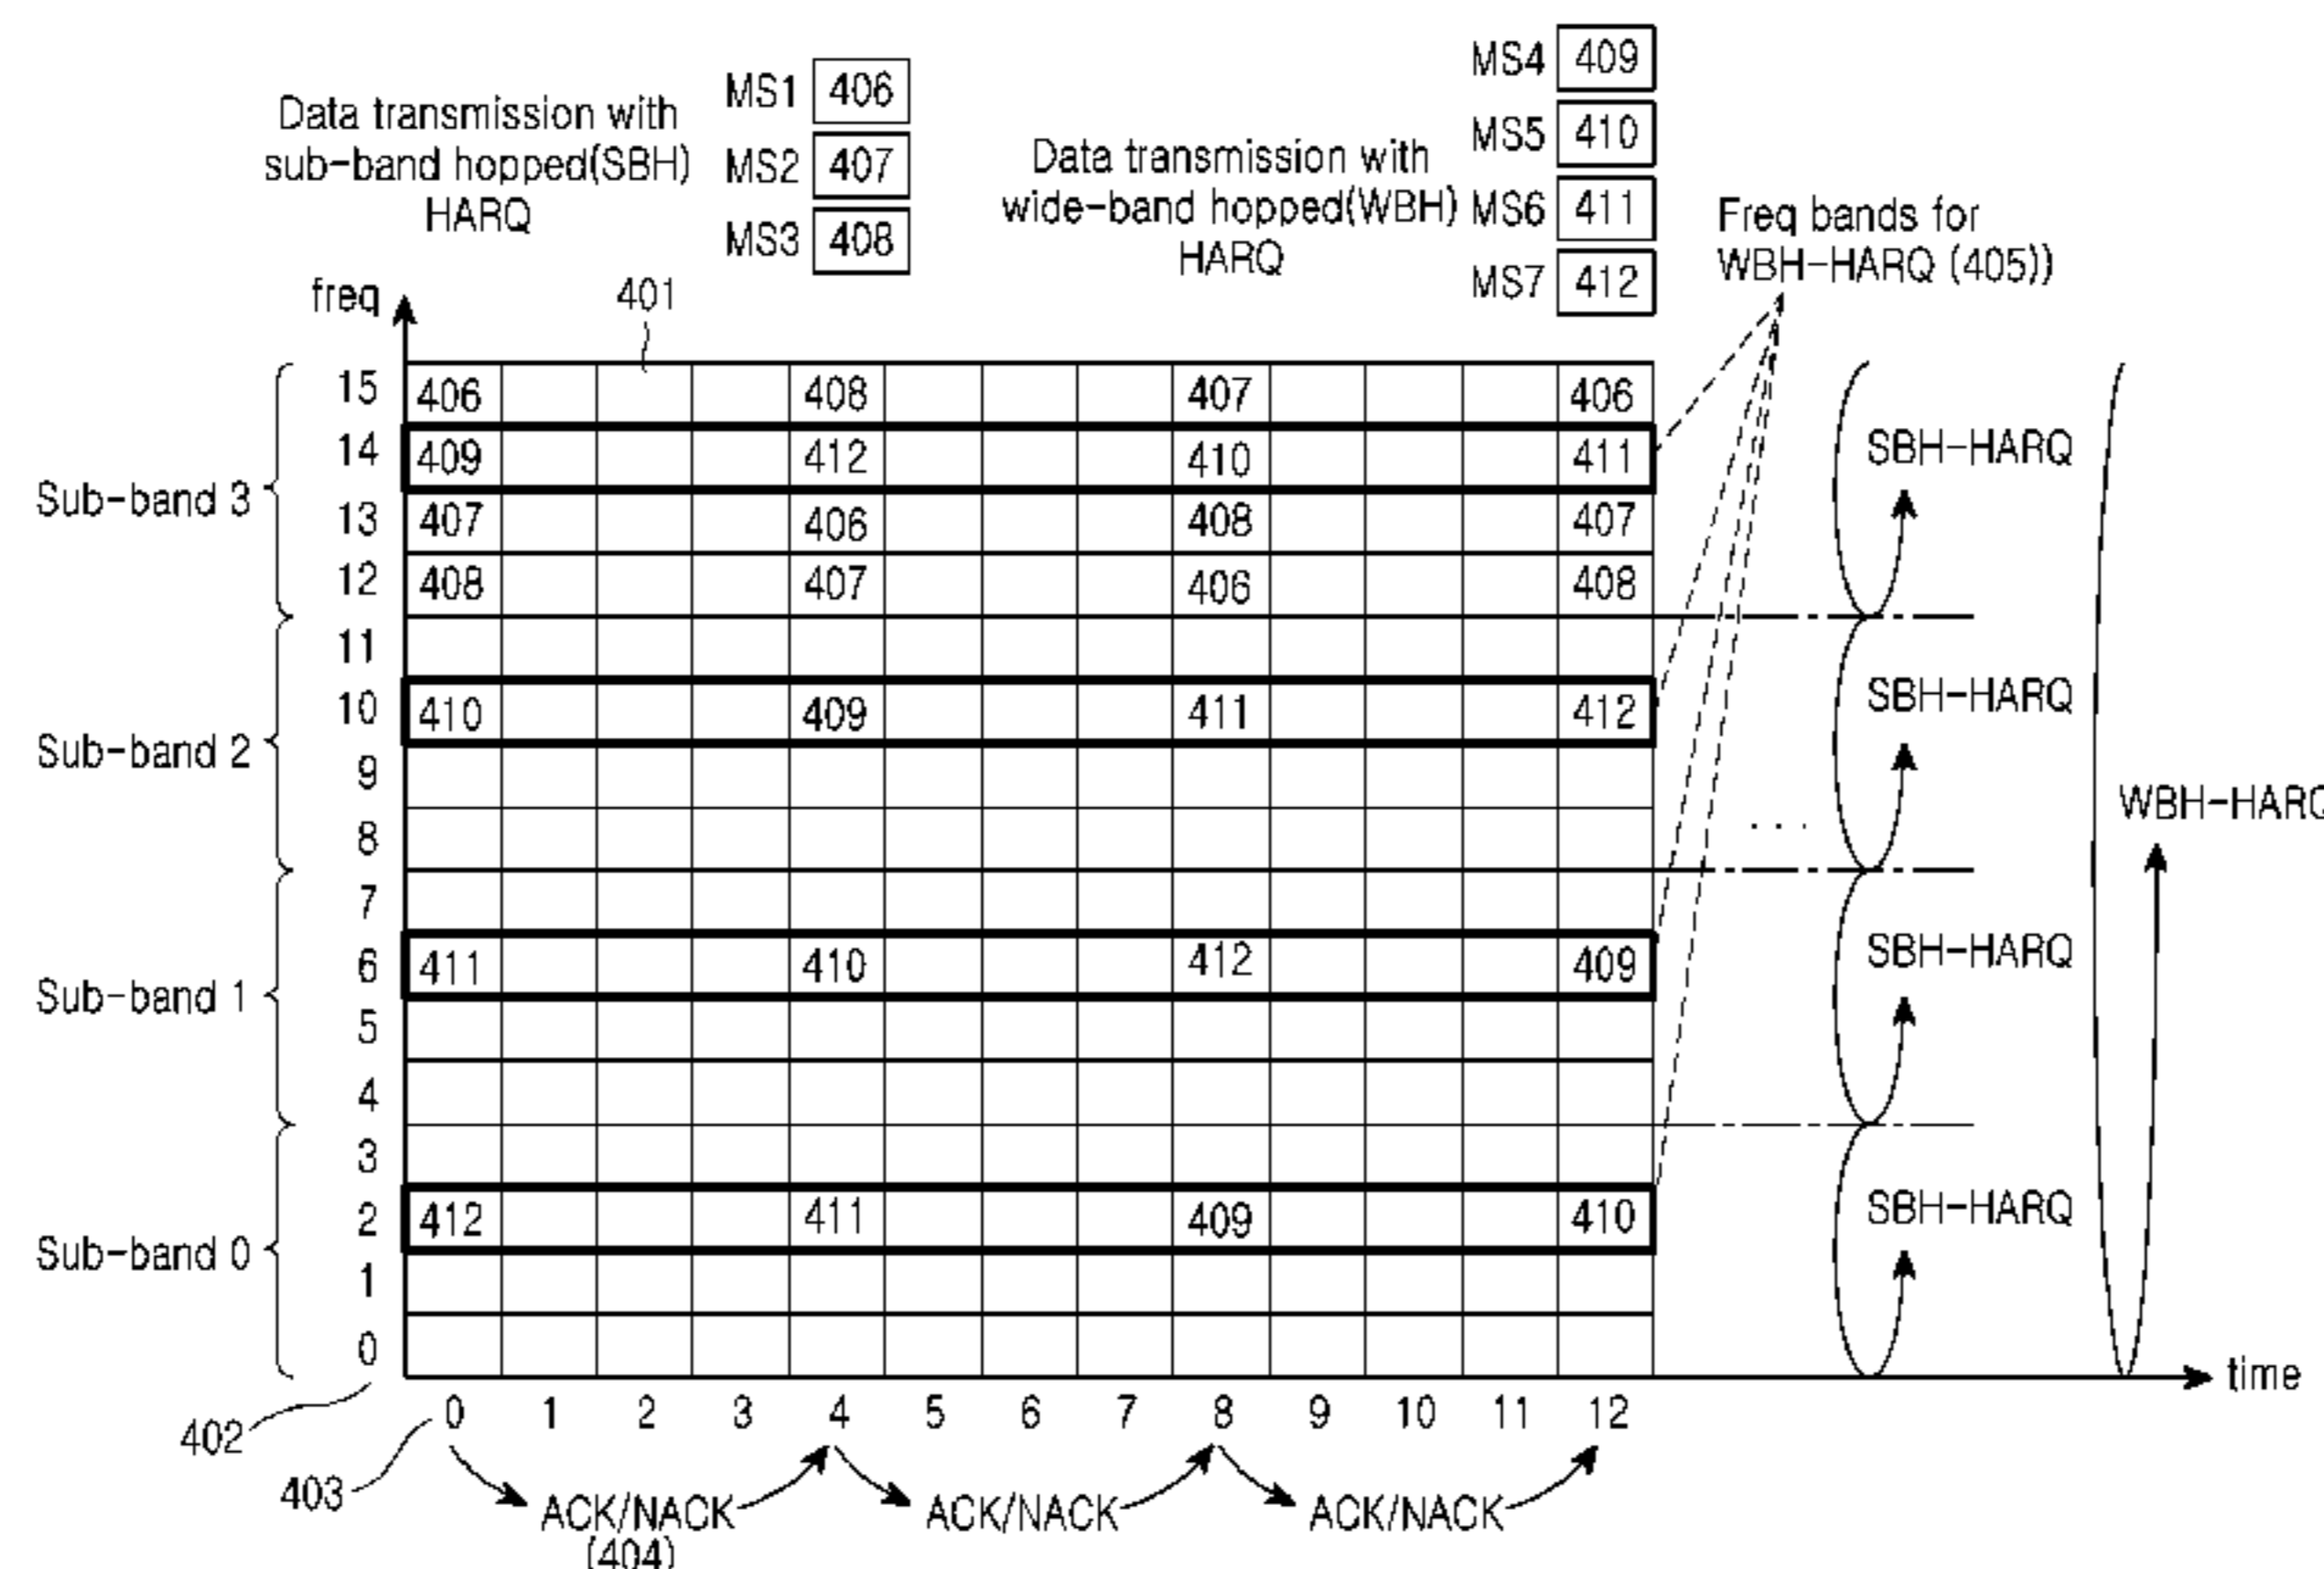 Data transmission with
sub-band hopped(SBH)
HARQ
MS1 406
MS2 407
MS3 408
Data transmission with
wide-band hopped(WBH)
HARQ
MS4 409
MS5 410
MS6 411
MS7 412
Freq bands for
WBH-HARQ (405))
freq
401
15 406 408 407 406
14 409 412 410 411
13 407 406 408 407
12 408 407 406 408
11
10 410 409 411 412
9
8
7
6 411 410 412 409
5
4
3
2 412 411 409 410
1
0
Sub-band 3
Sub-band 2
Sub-band 1
Sub-band 0
SBH-HARQ
SBH-HARQ
. . .
SBH-HARQ
SBH-HARQ
WBH-HARQ
time
0 1 2 3 4 5 6 7 8 9 10 11 12
402
403
ACK/NACK ACK/NACK ACK/NACK
(404)